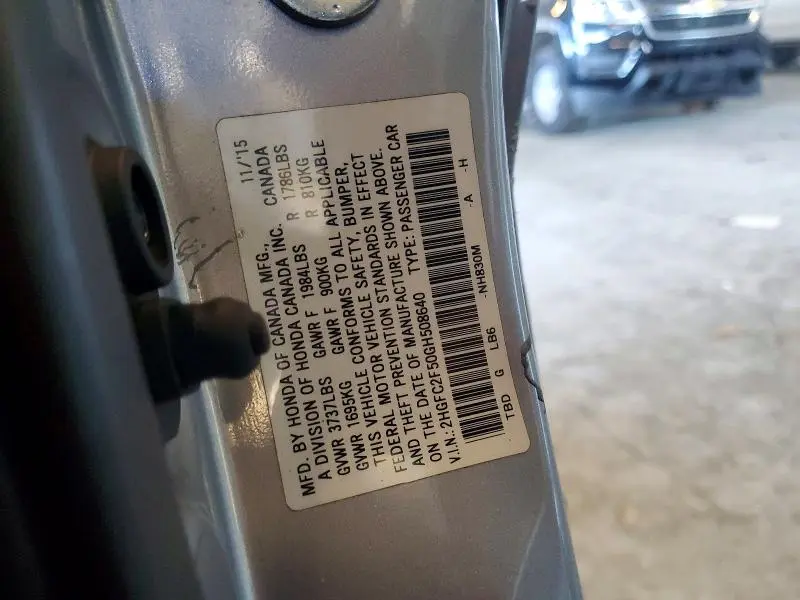 MFD. BY HONDA OF CANADA MFG., 11/'15
A DIVISION OF HONDA CANADA INC. CANADA
GVWR 3737LBS GAWR F 1984LBS R 1786LBS
GVWR 1695KG GAWR F 900KG R 810KG
THIS VEHICLE CONFORMS TO ALL APPLICABLE
FEDERAL MOTOR VEHICLE SAFETY, BUMPER,
AND THEFT PREVENTION STANDARDS IN EFFECT
ON THE DATE OF MANUFACTURE SHOWN ABOVE.
V.I.N.: 2HGFC2F50GH508640 TYPE: PASSENGER CAR
TBD G LB6 -NH830M -A -H